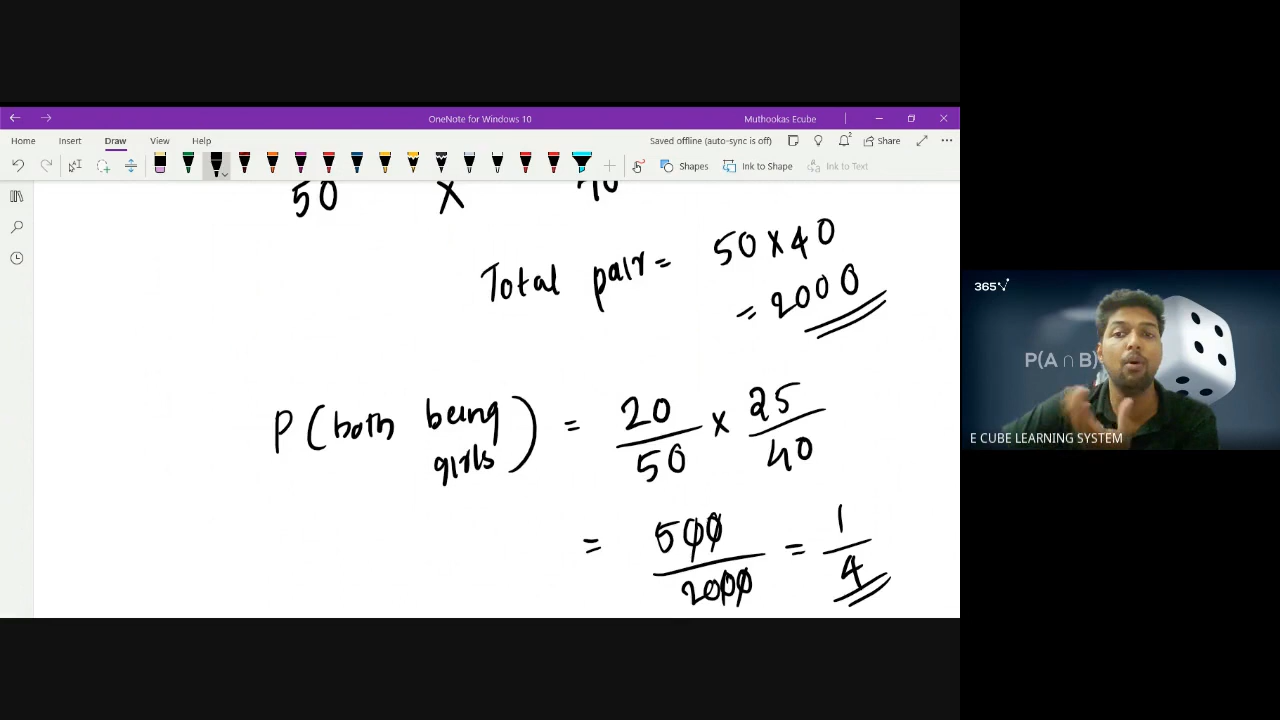 OneNote for Windows 10
Muthookas Ecube
Home Insert Draw View Help
Saved offline (auto-sync is off)
Share
Shapes
Ink to Shape
Ink to Text
50 X 40
Total pair = 50 X 40
= 2000
P (both being girls) = 20/50 X 25/40
= 500/2000 = 1/4
365
P(A ∩ B)
E CUBE LEARNING SYSTEM